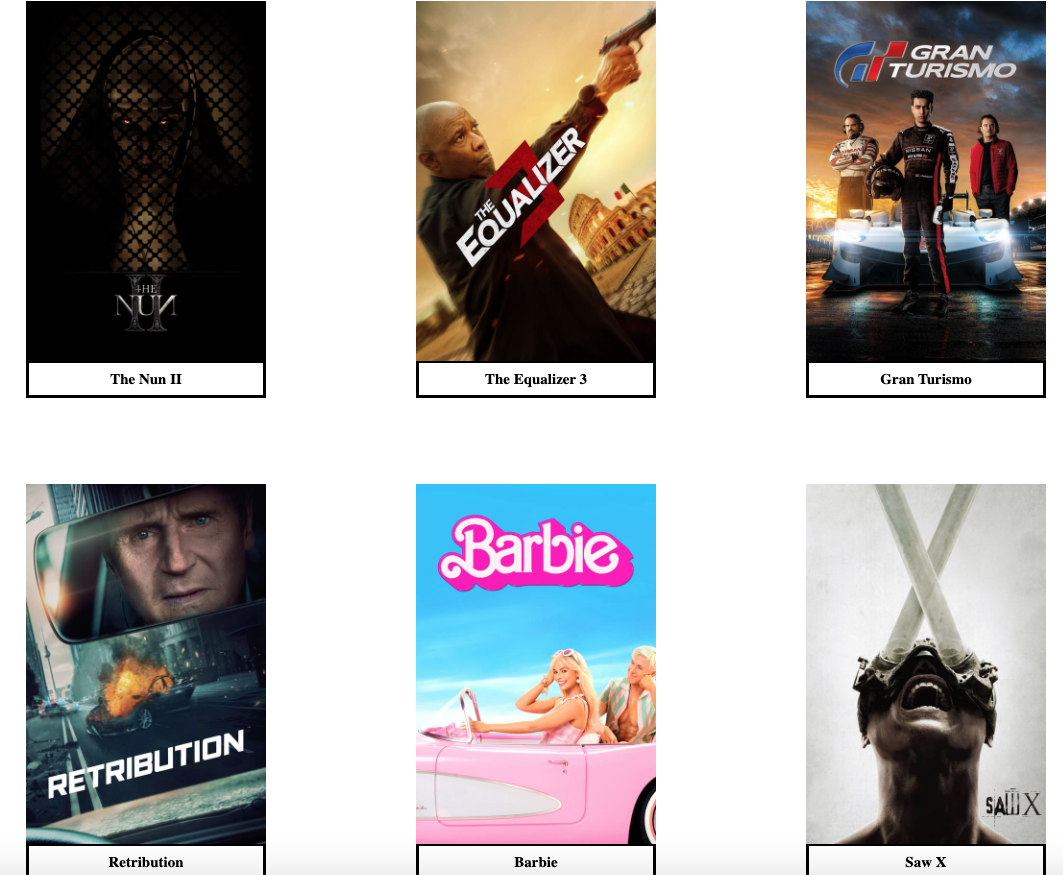 THE
NUN
II
The Nun II
THE
EQUALIZER
3
The Equalizer 3
GRAN
TURISMO
NISSAN
Gran Turismo
RETRIBUTION
Retribution
Barbie
Barbie
SAW X
Saw X